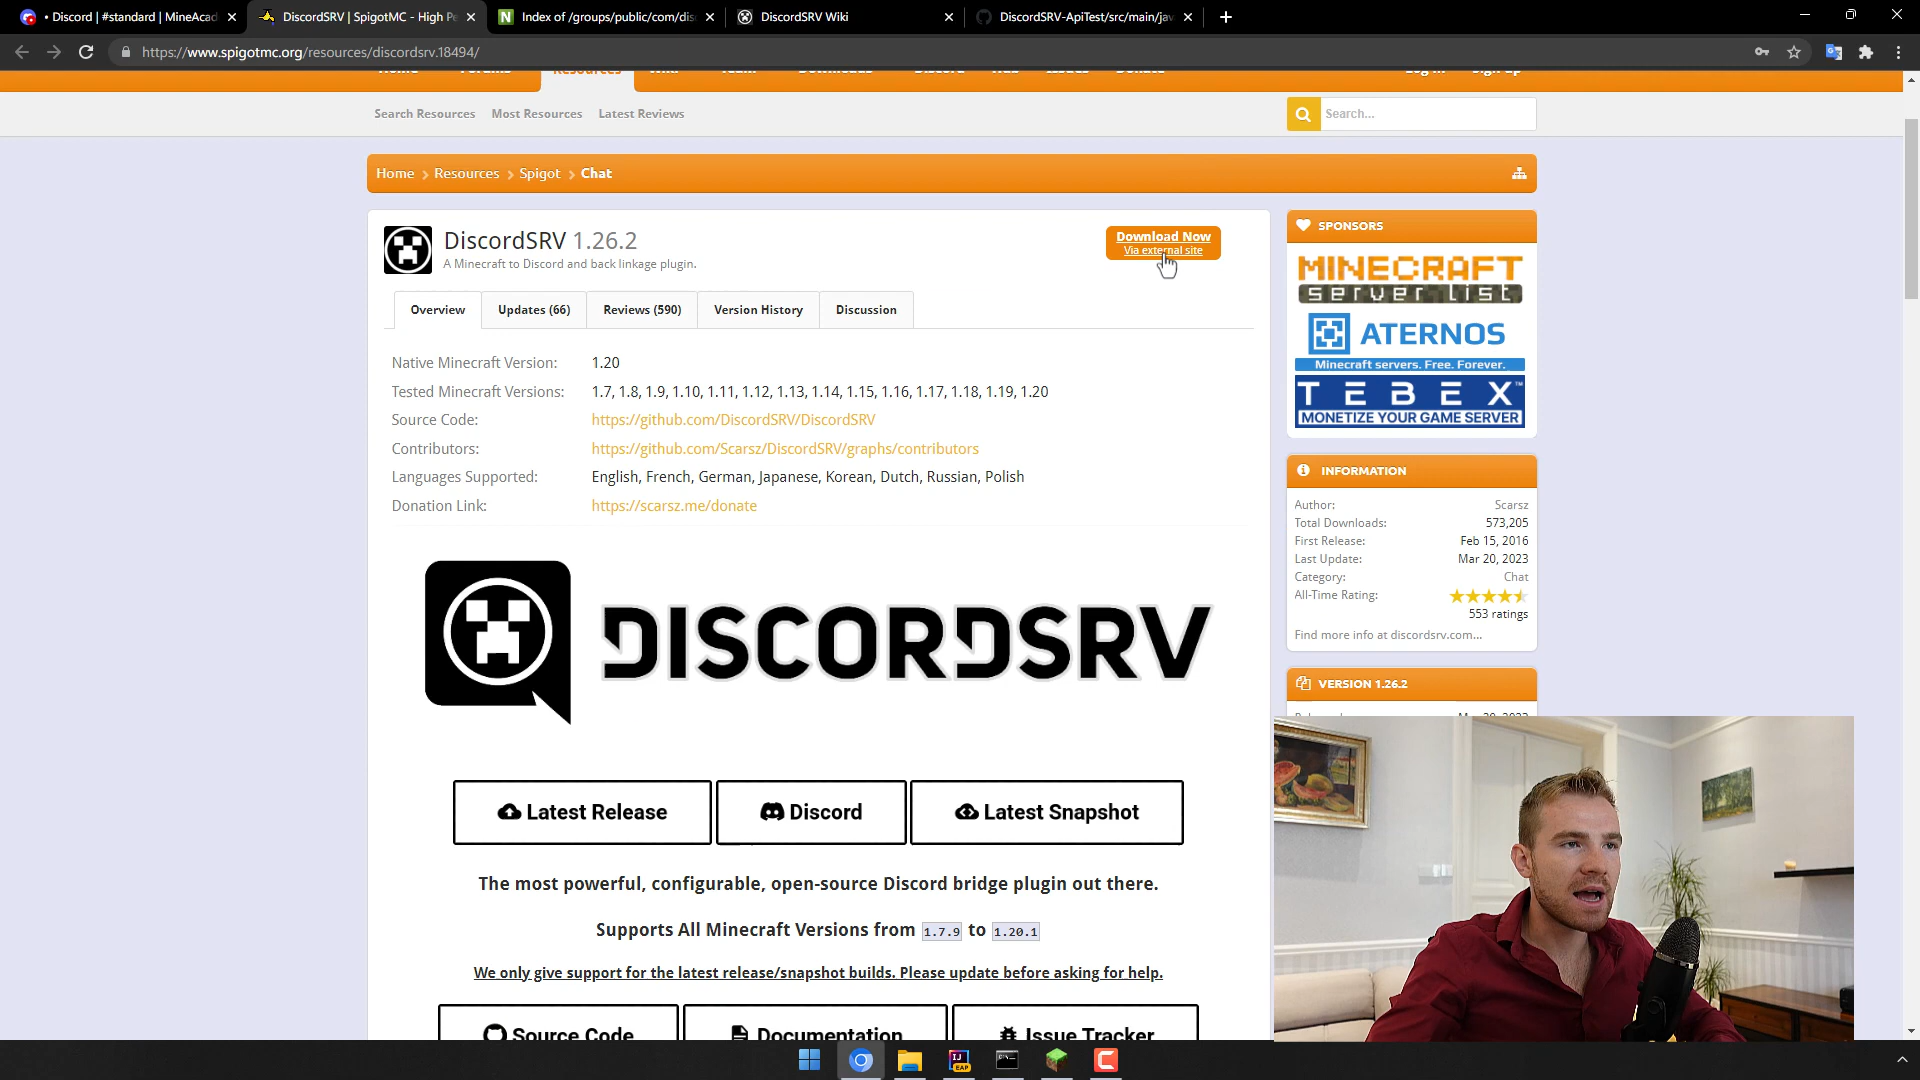 • Discord | #standard | MineAcad
DiscordSRV | SpigotMC - High Pe
Index of /groups/public/com/dis
DiscordSRV Wiki
DiscordSRV-ApiTest/src/main/jav
https://www.spigotmc.org/resources/discordsrv.18494/
Search Resources
Most Resources
Latest Reviews
Search...
Home
Resources
Spigot
Chat
DiscordSRV 1.26.2
A Minecraft to Discord and back linkage plugin.
Download Now
Via external site
Overview
Updates (66)
Reviews (590)
Version History
Discussion
Native Minecraft Version: 1.20
Tested Minecraft Versions: 1.7, 1.8, 1.9, 1.10, 1.11, 1.12, 1.13, 1.14, 1.15, 1.16, 1.17, 1.18, 1.19, 1.20
Source Code: https://github.com/DiscordSRV/DiscordSRV
Contributors: https://github.com/Scarsz/DiscordSRV/graphs/contributors
Languages Supported: English, French, German, Japanese, Korean, Dutch, Russian, Polish
Donation Link: https://scarsz.me/donate
DISCORDSRV
Latest Release
Discord
Latest Snapshot
The most powerful, configurable, open-source Discord bridge plugin out there.
Supports All Minecraft Versions from 1.7.9 to 1.20.1
We only give support for the latest release/snapshot builds. Please update before asking for help.
Source Code
Documentation
Issue Tracker
SPONSORS
MINECRAFT
server list
ATERNOS
Minecraft servers. Free. Forever.
TEBEX™
MONETIZE YOUR GAME SERVER
INFORMATION
Author: Scarsz
Total Downloads: 573,205
First Release: Feb 15, 2016
Last Update: Mar 20, 2023
Category: Chat
All-Time Rating:
553 ratings
Find more info at discordsrv.com...
VERSION 1.26.2